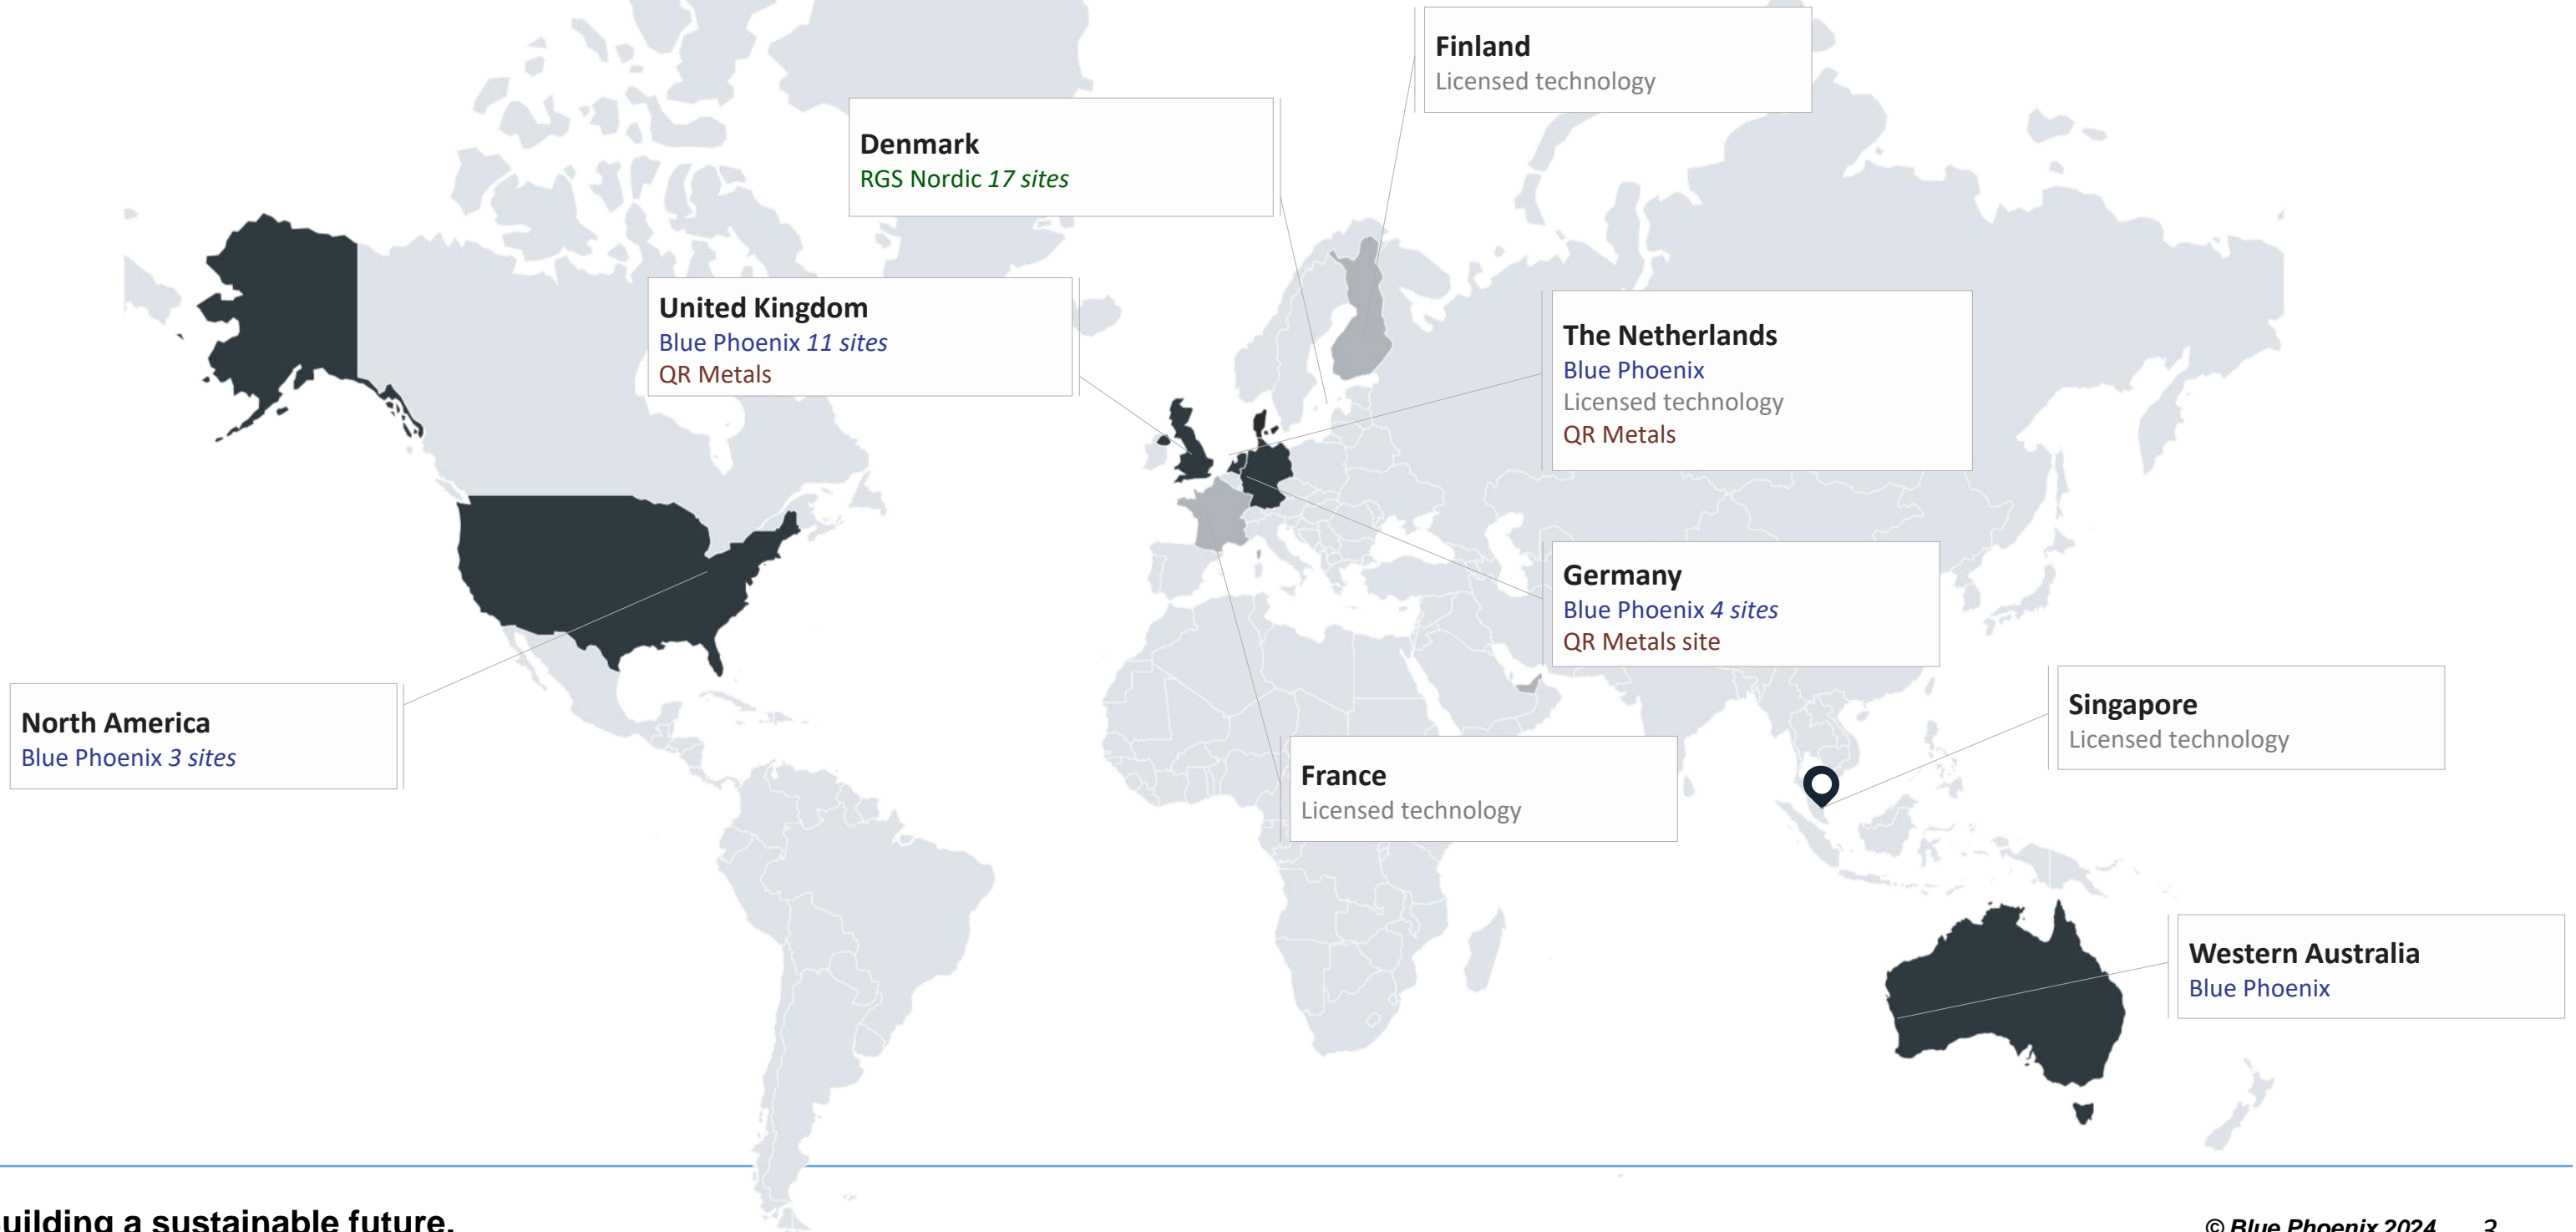 Finland
Licensed technology
Denmark
RGS Nordic 17 sites
United Kingdom
Blue Phoenix 11 sites
QR Metals
The Netherlands
Blue Phoenix
Licensed technology
QR Metals
Germany
Blue Phoenix 4 sites
QR Metals site
North America
Blue Phoenix 3 sites
Singapore
Licensed technology
France
Licensed technology
Western Australia
Blue Phoenix
uilding a sustainable future.
© Blue Phoenix 2024 3